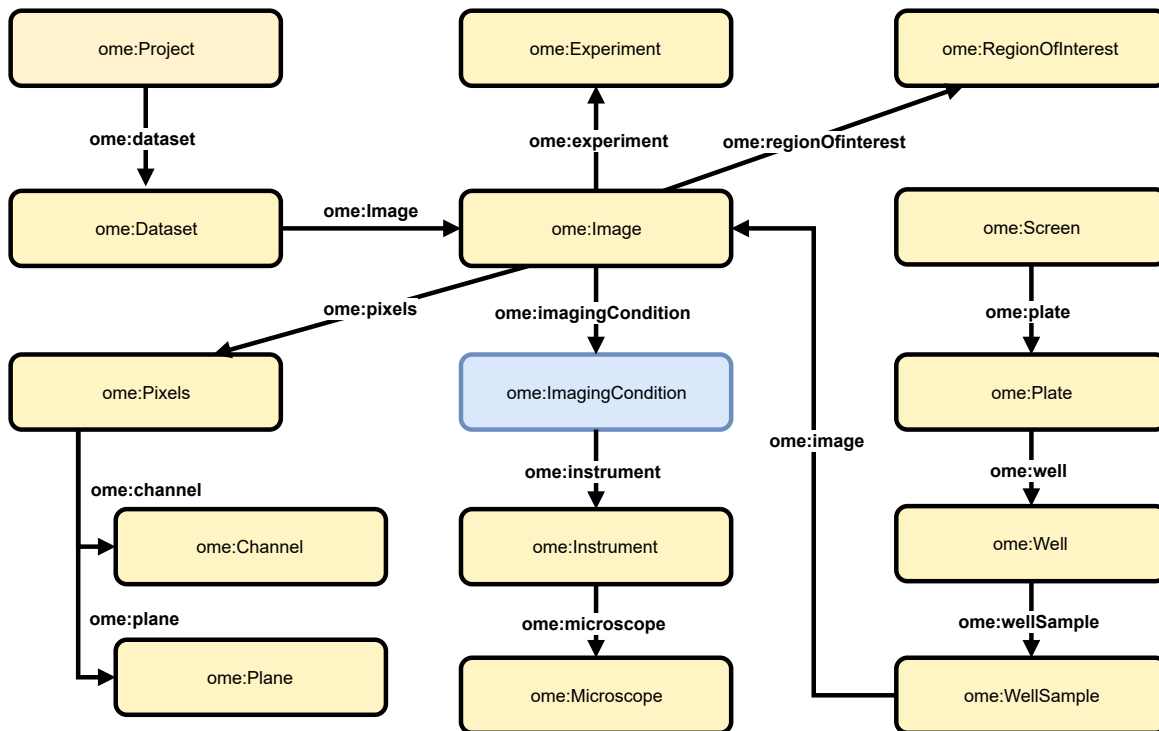 ome:Project
ome:Experiment
ome:RegionOfInterest
ome:dataset
ome:experiment
ome:regionOfinterest
ome:Dataset
ome:Image
ome:Image
ome:Screen
ome:pixels
ome:imagingCondition
ome:plate
ome:Pixels
ome:ImagingCondition
ome:Plate
ome:image
ome:channel
ome:instrument
ome:well
ome:Channel
ome:Instrument
ome:Well
ome:plane
ome:microscope
ome:wellSample
ome:Plane
ome:Microscope
ome:WellSample